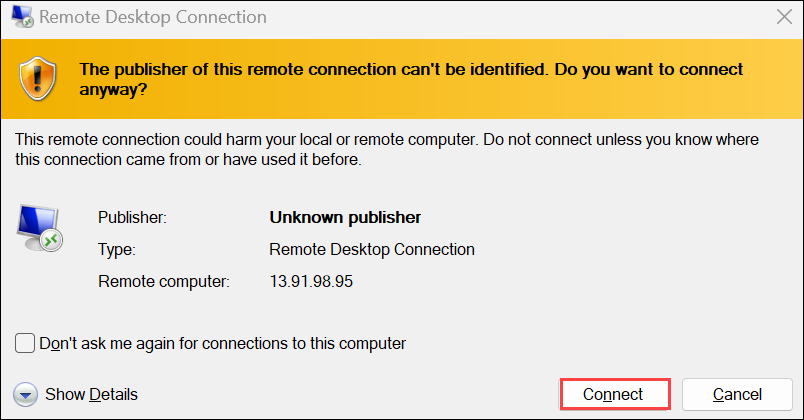 Remote Desktop Connection
The publisher of this remote connection can't be identified. Do you want to connect
anyway?
This remote connection could harm your local or remote computer. Do not connect unless you know where
this connection came from or have used it before.
Publisher: Unknown publisher
Type: Remote Desktop Connection
Remote computer: 13.91.98.95
Don't ask me again for connections to this computer
Show Details Connect Cancel